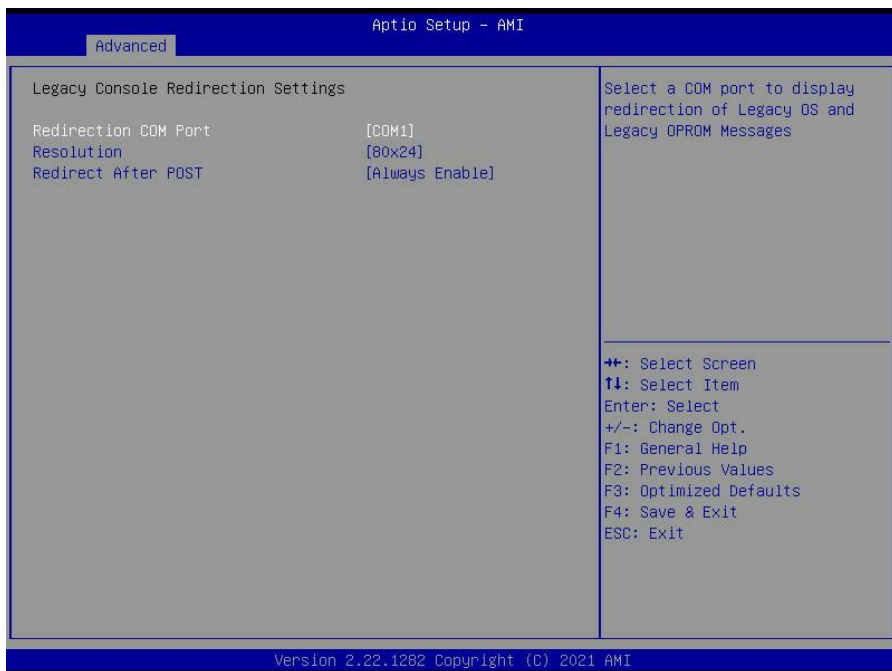 Aptio Setup – AMI
Advanced
Legacy Console Redirection Settings
Redirection COM Port [COM1]
Resolution [80x24]
Redirect After POST [Always Enable]
Select a COM port to display
redirection of Legacy OS and
Legacy OPROM Messages
→←: Select Screen
↑↓: Select Item
Enter: Select
+/-: Change Opt.
F1: General Help
F2: Previous Values
F3: Optimized Defaults
F4: Save & Exit
ESC: Exit
Version 2.22.1282 Copyright (C) 2021 AMI